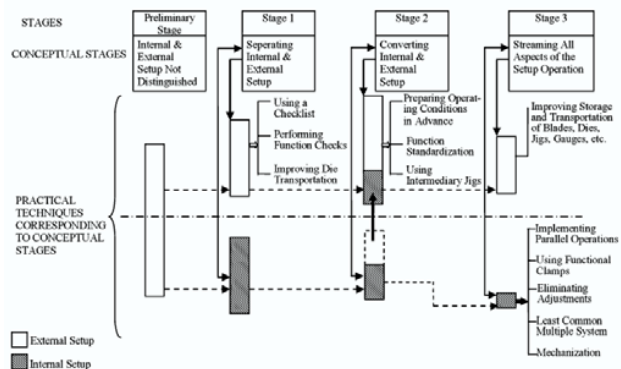 STAGES
Preliminary
Stage
Stage 1
Stage 2
Stage 3
CONCEPTUAL STAGES
Internal &
External
Setup Not
Distinguished
Seperating
Internal &
External
Setup
Converting
Internal &
External
Setup
Streaming All
Aspects of the
Setup Operation
Using a
Checklist
Performing
Function Checks
Improving Die
Transportation
Preparing Operat-
ing Conditions
in Advance
Function
Standardization
Using
Intermediary Jigs
Improving Storage
and Transportation
of Blades, Dies,
Jigs, Gauges, etc.
PRACTICAL
TECHNIQUES
CORRESPONDING
TO CONCEPTUAL
STAGES
Implementing
Parallel Operations
Using Functional
Clamps
Eliminating
Adjustments
Least Common
Multiple System
Mechanization
External Setup
Internal Setup